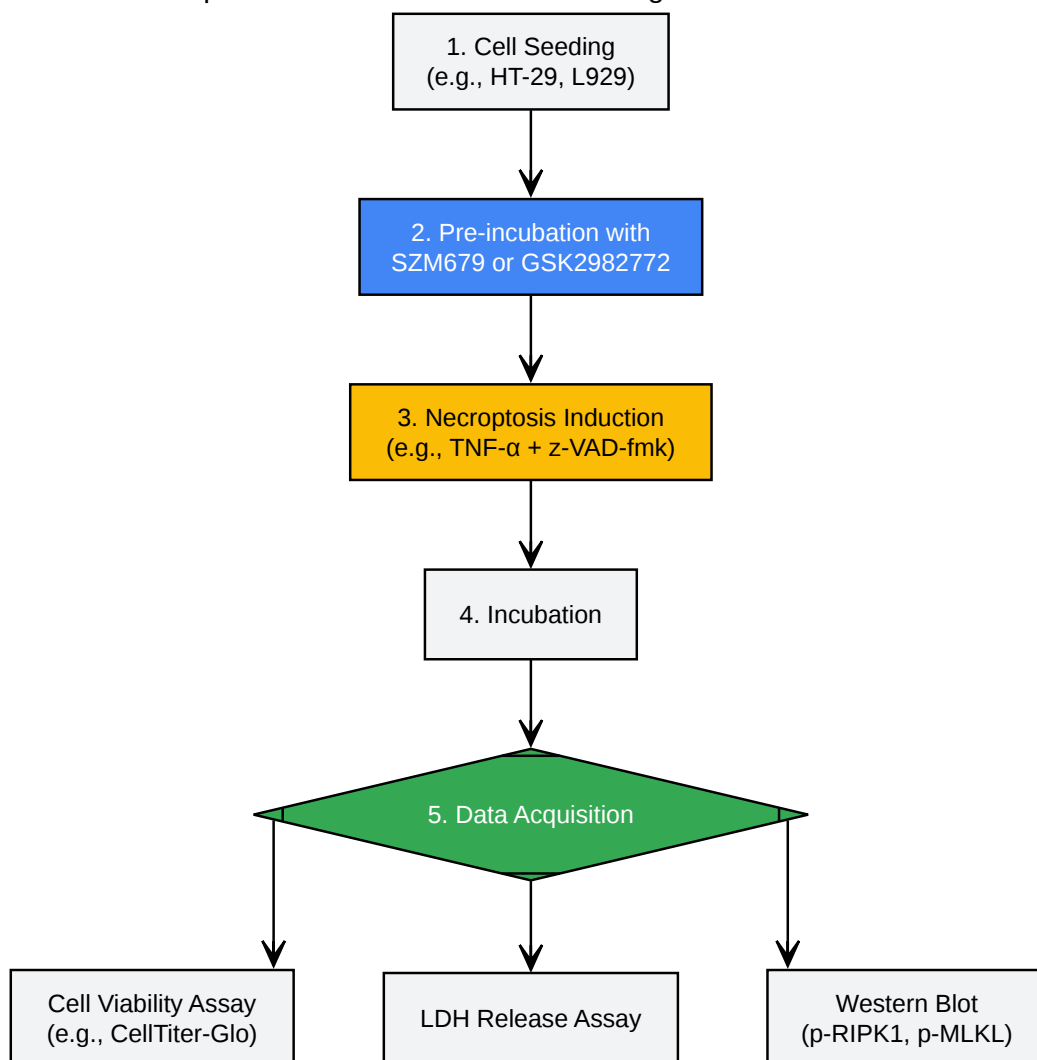 1. Cell Seeding
(e.g., HT-29, L929)
2. Pre-incubation with
SZM679 or GSK2982772
3. Necroptosis Induction
(e.g., TNF-α + z-VAD-fmk)
4. Incubation
5. Data Acquisition
Cell Viability Assay
(e.g., CellTiter-Glo)
LDH Release Assay
Western Blot
(p-RIPK1, p-MLKL)